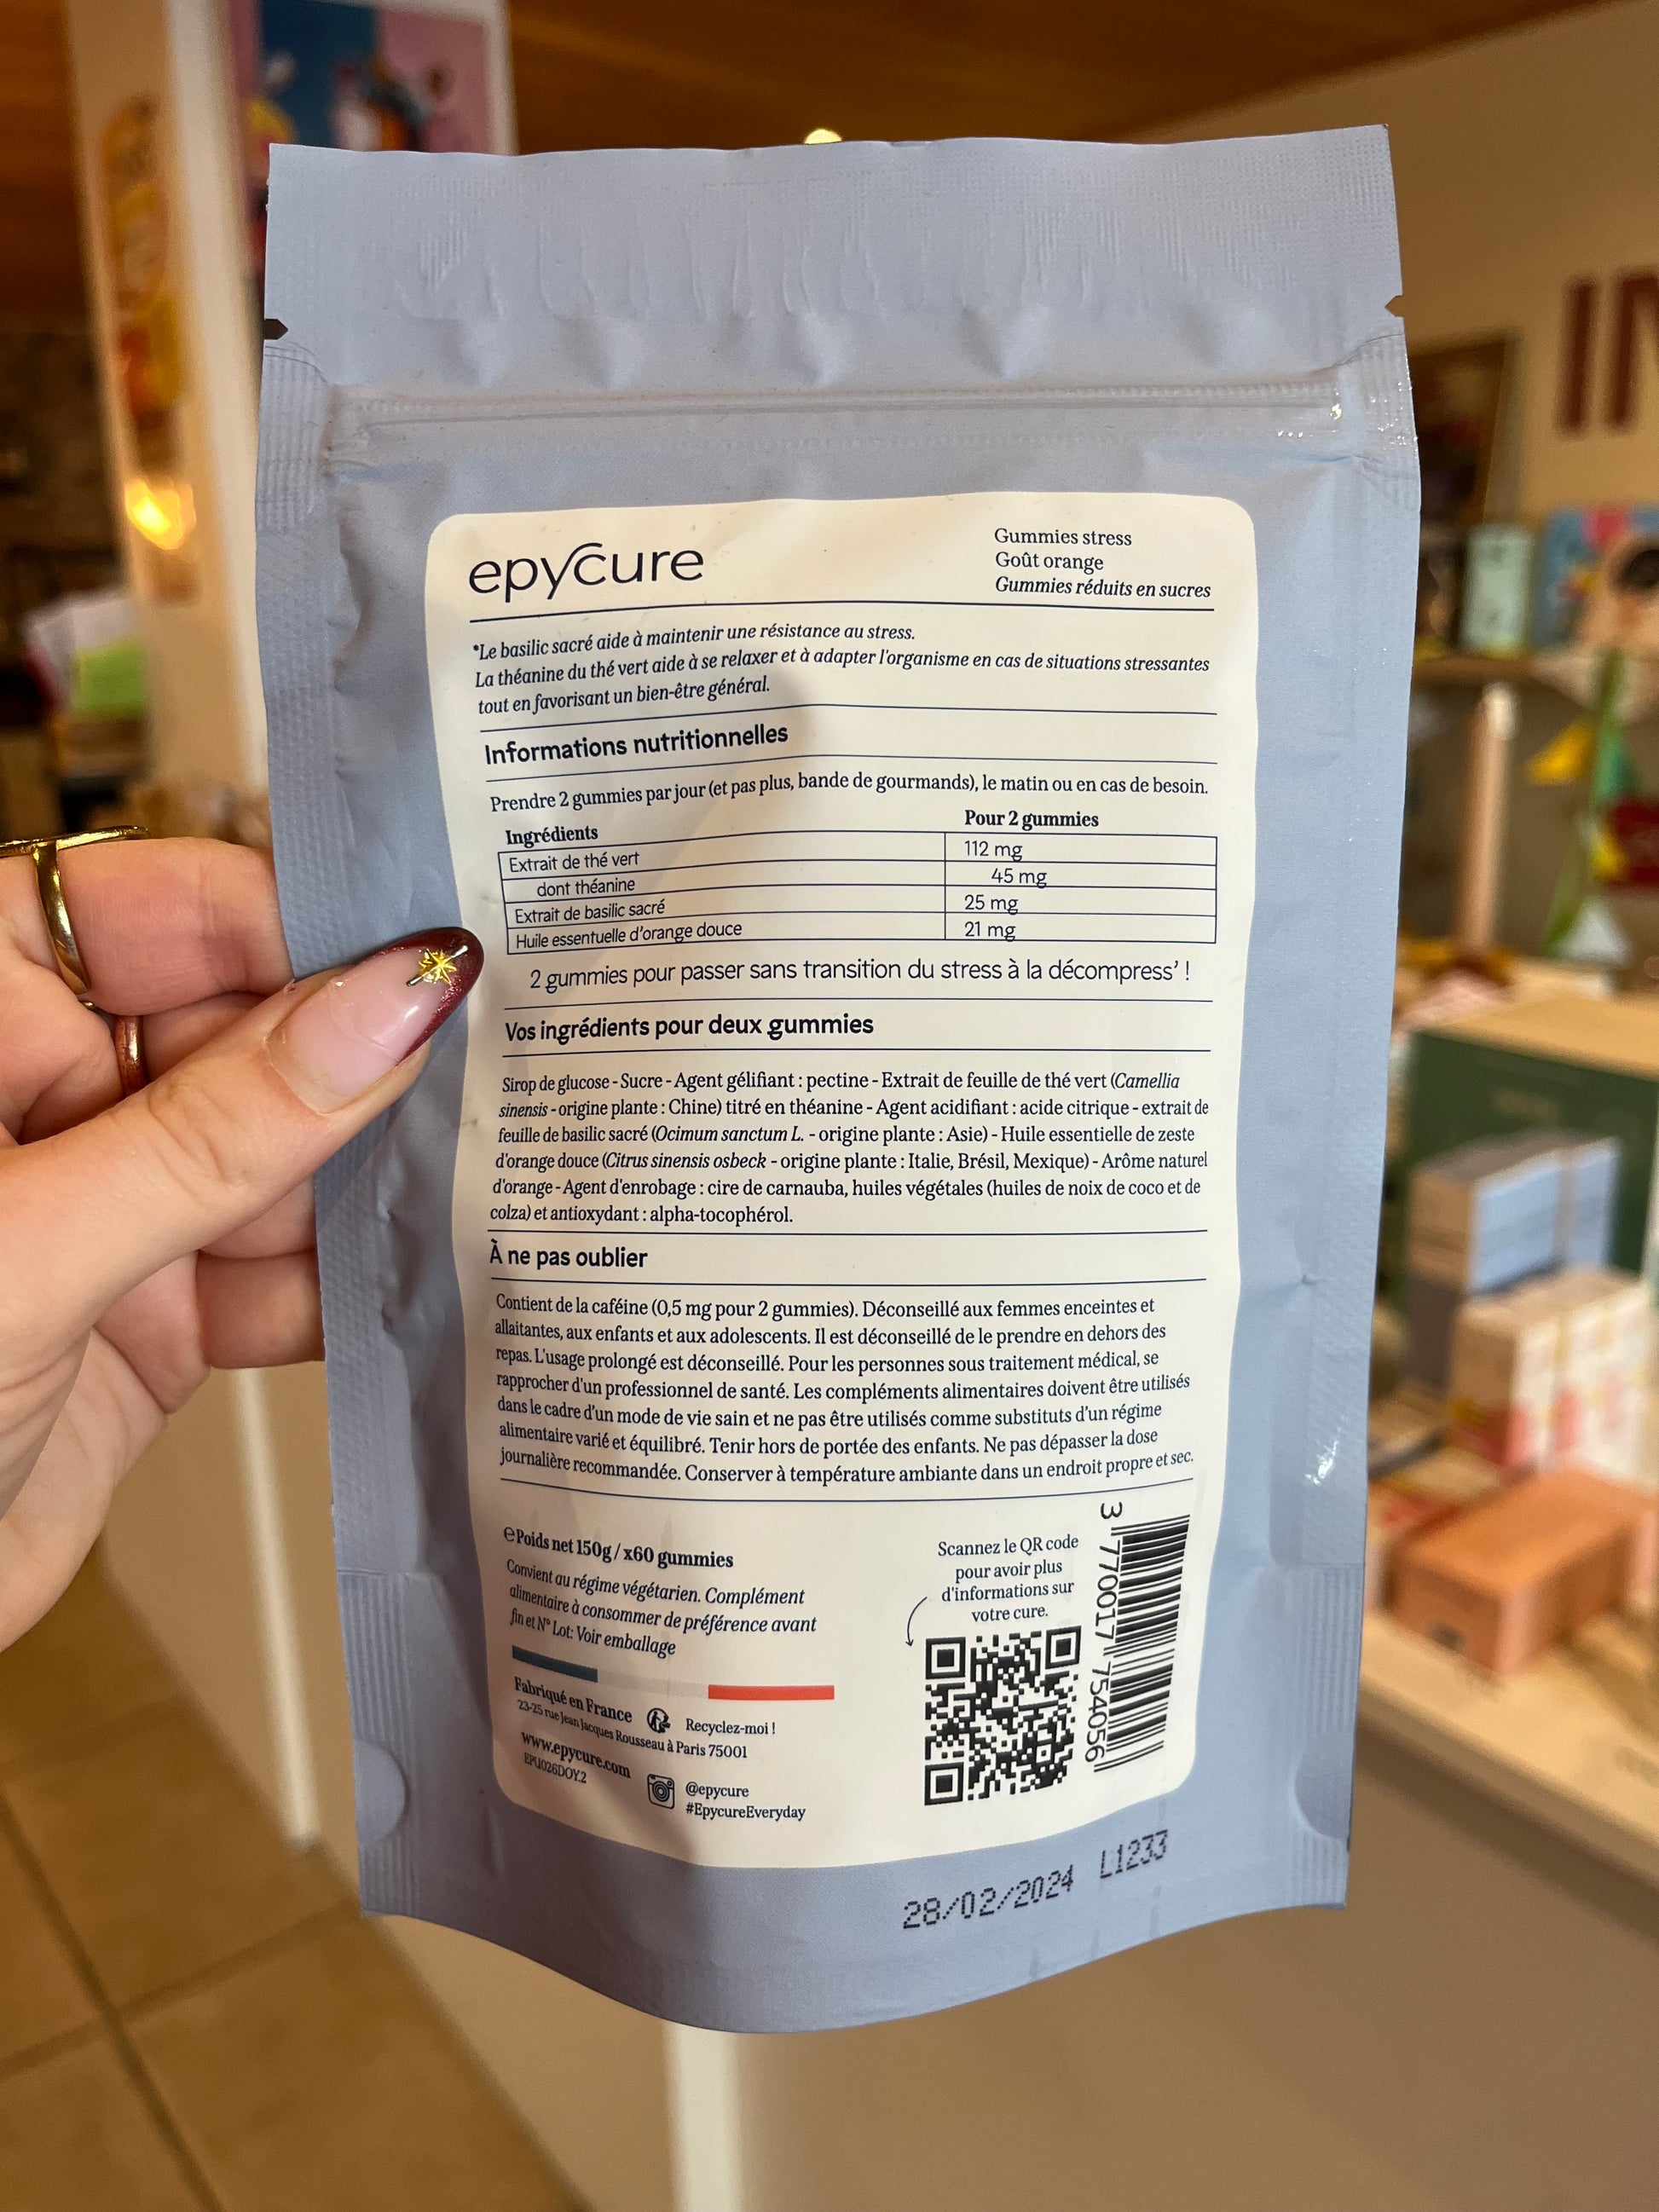 epycure
Gummies stress
Goût orange
Gummies réduits en sucres
*Le basilic sacré aide à maintenir une résistance au stress.
La théanine du thé vert aide à se relaxer et à adapter l'organisme en cas de situations stressantes
tout en favorisant un bien-être général.
Informations nutritionnelles
Prendre 2 gummies par jour (et pas plus, bande de gourmands), le matin ou en cas de besoin.
Ingrédients Pour 2 gummies
Extrait de thé vert 112 mg
dont théanine 45 mg
Extrait de basilic sacré 25 mg
Huile essentuelle d'orange douce 21 mg
2 gummies pour passer sans transition du stress à la décompress' !
Vos ingrédients pour deux gummies
Sirop de glucose - Sucre - Agent gélifiant : pectine - Extrait de feuille de thé vert (Camellia
sinensis - origine plante : Chine) titré en théanine - Agent acidifiant : acide citrique - extrait de
feuille de basilic sacré (Ocimum sanctum L. - origine plante : Asie) - Huile essentielle de zeste
d'orange douce (Citrus sinensis osbeck - origine plante : Italie, Brésil, Mexique) - Arôme naturel
d'orange - Agent d'enrobage : cire de carnauba, huiles végétales (huiles de noix de coco et de
colza) et antioxydant : alpha-tocophérol.
À ne pas oublier
Contient de la caféine (0,5 mg pour 2 gummies). Déconseillé aux femmes enceintes et
allaitantes, aux enfants et aux adolescents. Il est déconseillé de le prendre en dehors des
repas. L'usage prolongé est déconseillé. Pour les personnes sous traitement médical, se
rapprocher d'un professionnel de santé. Les compléments alimentaires doivent être utilisés
dans le cadre d'un mode de vie sain et ne pas être utilisés comme substituts d'un régime
alimentaire varié et équilibré. Tenir hors de portée des enfants. Ne pas dépasser la dose
journalière recommandée. Conserver à température ambiante dans un endroit propre et sec.
℮ Poids net 150g / x60 gummies
Convient au régime végétarien. Complément
alimentaire à consommer de préférence avant
fin et N° Lot: Voir emballage
Fabriqué en France
Recyclez-moi !
23-25 rue Jean Jacques Rousseau à Paris 75001
www.epycure.com
EPU026DOY.2
@epycure
#EpycureEveryday
Scannez le QR code
pour avoir plus
d'informations sur
votre cure.
3 770017 754056
28/02/2024 L1233
IN